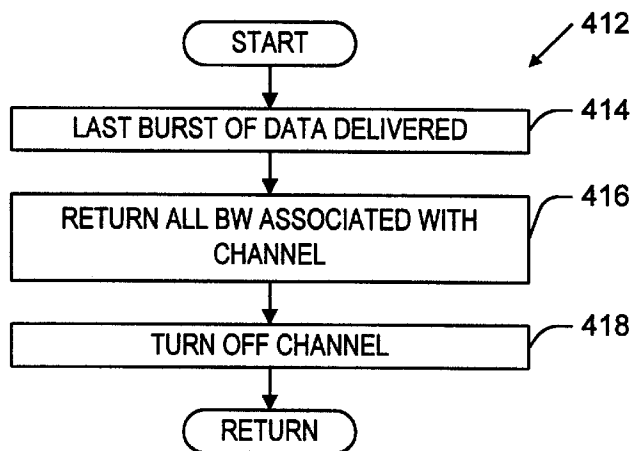 START
412
LAST BURST OF DATA DELIVERED
414
RETURN ALL BW ASSOCIATED WITH
CHANNEL
416
TURN OFF CHANNEL
418
RETURN